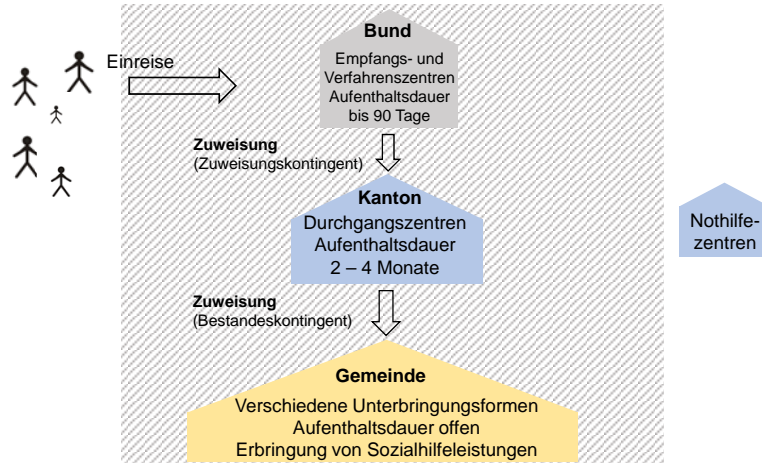 Einreise
Bund
Empfangs- und
Verfahrenszentren
Aufenthaltsdauer
bis 90 Tage
Zuweisung
(Zuweisungskontingent)
Kanton
Durchgangszentren
Aufenthaltsdauer
2 – 4 Monate
Nothilfe-
zentren
Zuweisung
(Bestandeskontingent)
Gemeinde
Verschiedene Unterbringungsformen
Aufenthaltsdauer offen
Erbringung von Sozialhilfeleistungen